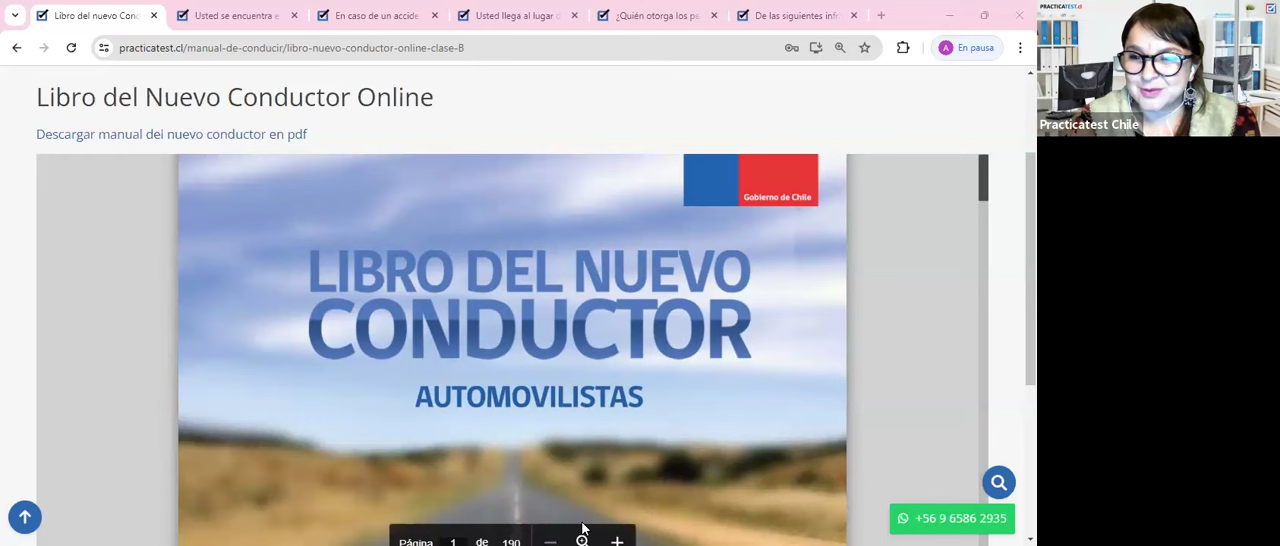 Libro del nuevo Conc
Usted se encuentra e
En caso de un accide
Usted llega al lugar d
¿Quién otorga los pe
De las siguientes infr
practicatest.cl/manual-de-conducir/libro-nuevo-conductor-online-clase-B
A
En pausa
Libro del Nuevo Conductor Online
Descargar manual del nuevo conductor en pdf
Gobierno de Chile
LIBRO DEL NUEVO
CONDUCTOR
AUTOMOVILISTAS
Página 1 de 190
+56 9 6586 2935
PRACTICATEST.cl
Practicatest Chile